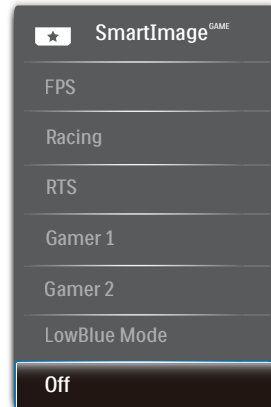 SmartImage GAME
FPS
Racing
RTS
Gamer 1
Gamer 2
LowBlue Mode
Off